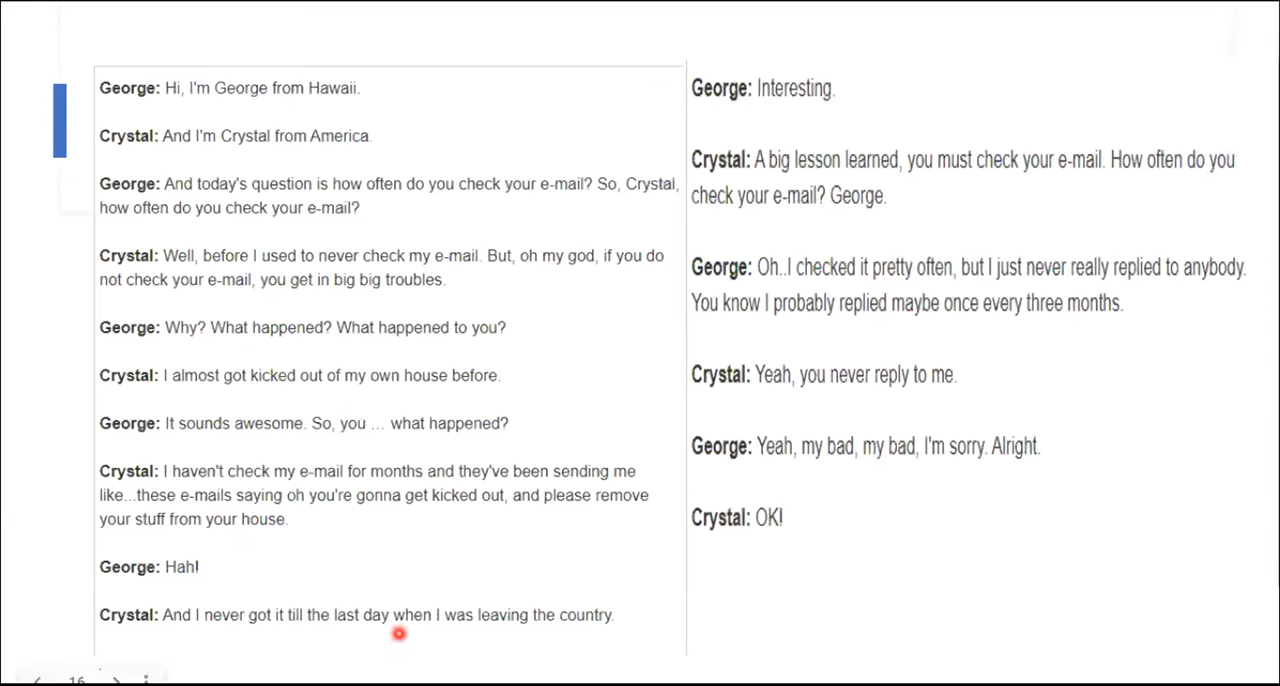 George: Hi, I'm George from Hawaii.
Crystal: And I'm Crystal from America.
George: And today's question is how often do you check your e-mail? So, Crystal,
how often do you check your e-mail?
Crystal: Well, before I used to never check my e-mail. But, oh my god, if you do
not check your e-mail, you get in big big troubles.
George: Why? What happened? What happened to you?
Crystal: I almost got kicked out of my own house before.
George: It sounds awesome. So, you ... what happened?
Crystal: I haven't check my e-mail for months and they've been sending me
like...these e-mails saying oh you're gonna get kicked out, and please remove
your stuff from your house.
George: Hah!
Crystal: And I never got it till the last day when I was leaving the country.
George: Interesting.
Crystal: A big lesson learned, you must check your e-mail. How often do you
check your e-mail? George.
George: Oh..I checked it pretty often, but I just never really replied to anybody.
You know I probably replied maybe once every three months.
Crystal: Yeah, you never reply to me.
George: Yeah, my bad, my bad, I'm sorry. Alright.
Crystal: OK!
16